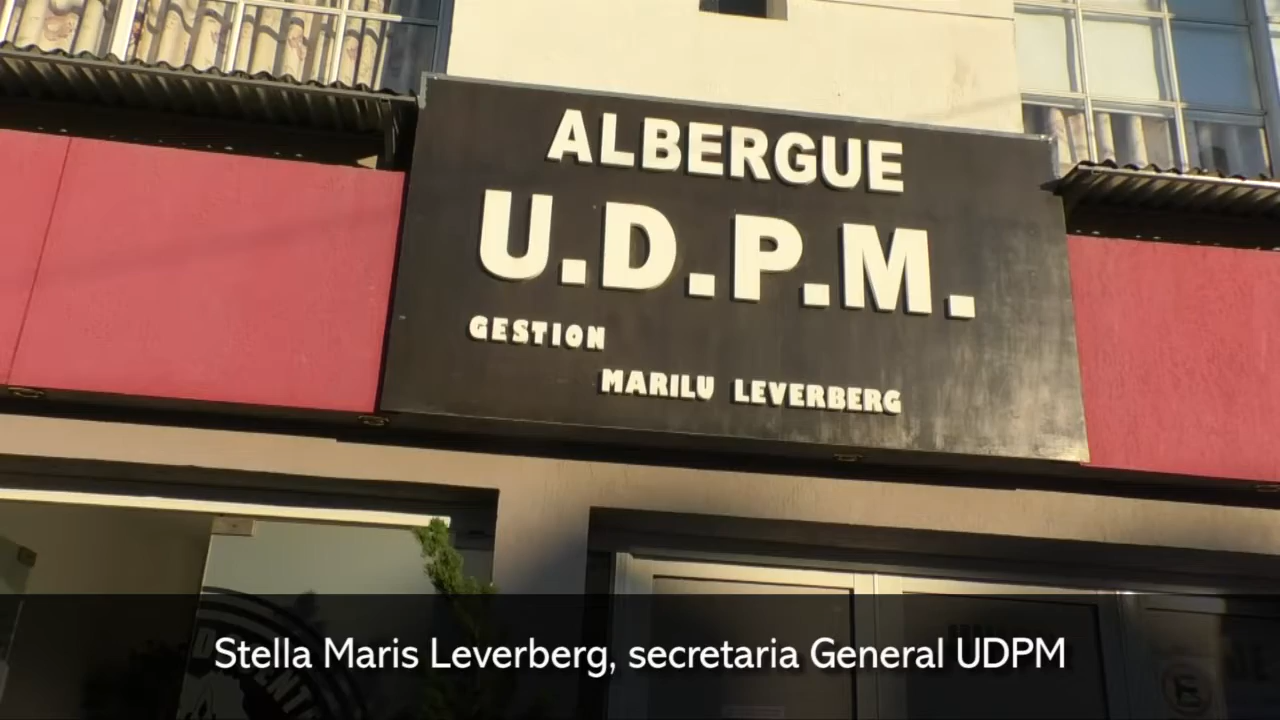 ALBERGUE
U.D.P.M.
GESTION
MARILU LEVERBERG
Stella Maris Leverberg, secretaria General UDPM